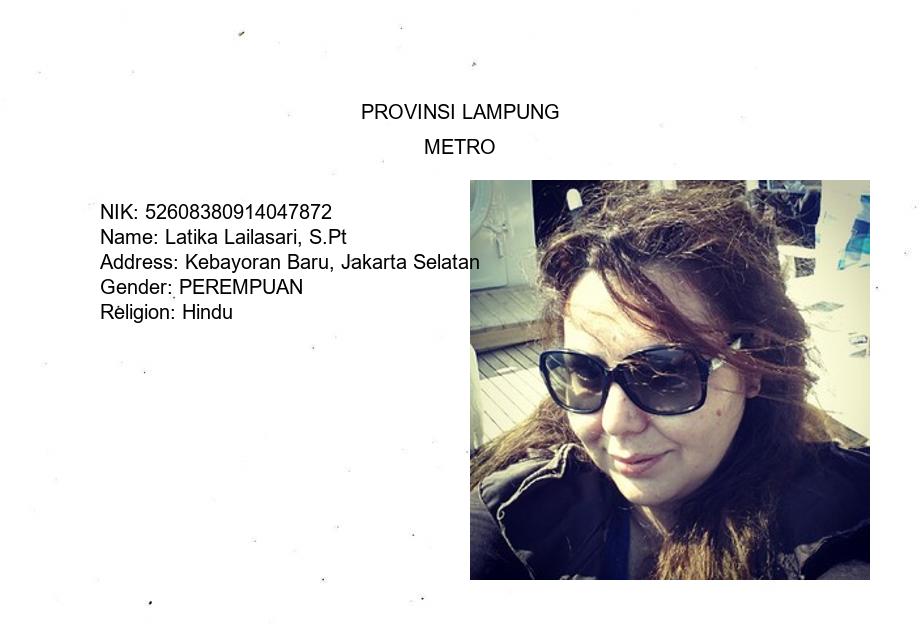 PROVINSI LAMPUNG
METRO
NIK: 52608380914047872
Name: Latika Lailasari, S.Pt
Address: Kebayoran Baru, Jakarta Selatan
Gender: PEREMPUAN
Religion: Hindu